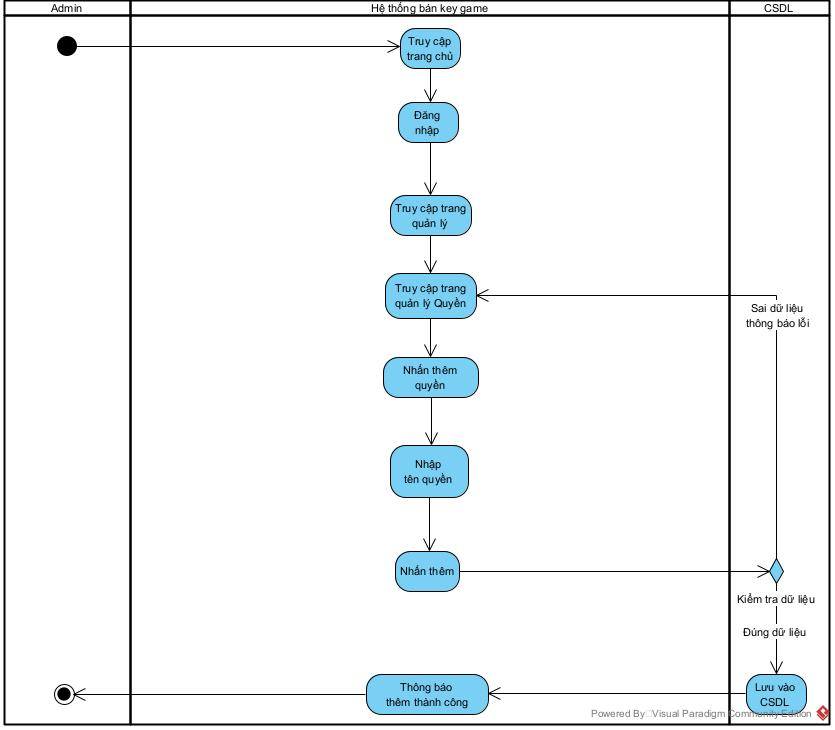 Admin
Hệ thống bán key game
CSDL
Truy cập
trang chủ
Đăng
nhập
Truy cập trang
quản lý
Truy cập trang
quản lý Quyền
Sai dữ liệu
thông báo lỗi
Nhấn thêm
quyền
Nhập
tên quyền
Nhấn thêm
Kiểm tra dữ liệu
Đúng dữ liệu
Thông báo
thêm thành công
Lưu vào
CSDL
Powered By Visual Paradigm Community Edition